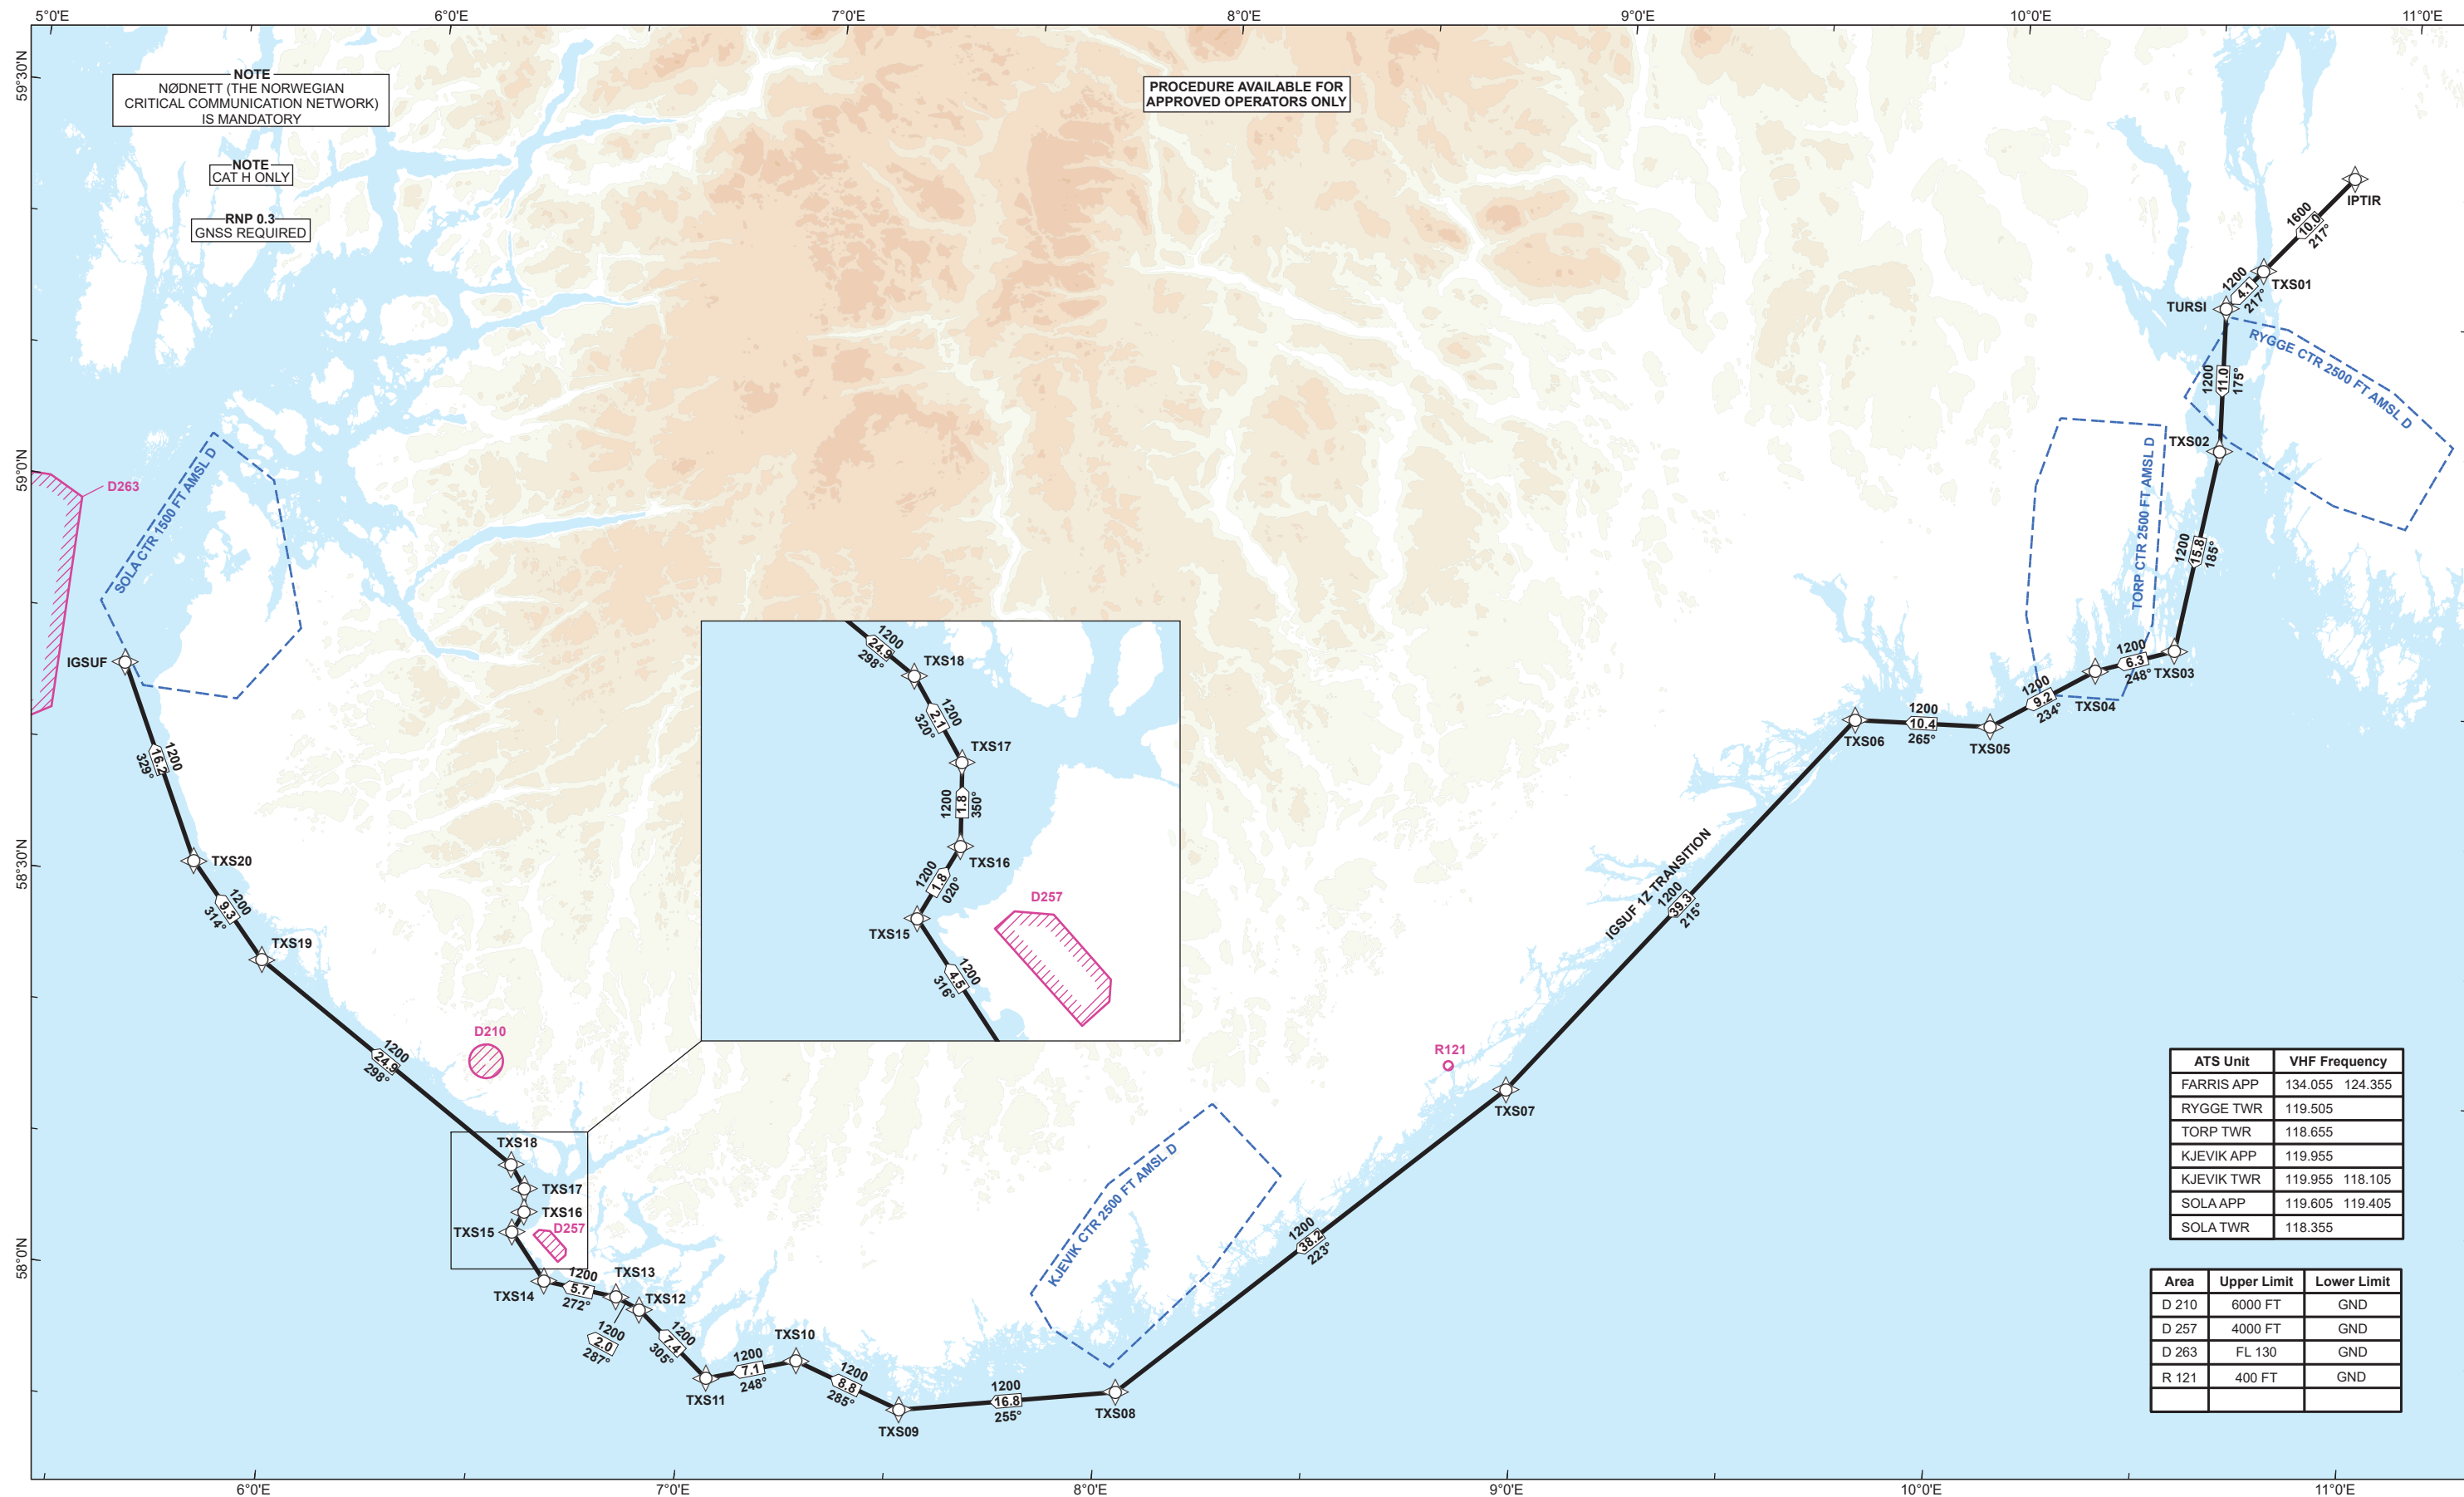 5°0'E
6°0'E
7°0'E
8°0'E
9°0'E
10°0'E
11°0'E
59°30'N
59°0'N
58°30'N
58°0'N
NOTE
NØDNETT (THE NORWEGIAN
CRITICAL COMMUNICATION NETWORK)
IS MANDATORY
NOTE
CAT H ONLY
RNP 0.3
GNSS REQUIRED
PROCEDURE AVAILABLE FOR
APPROVED OPERATORS ONLY
IPTIR
1600
10.0
217°
TXS01
1200
4.1
217°
TURSI
RYGGE CTR 2500 FT AMSL D
1200
11.0
175°
TXS02
TORP CTR 2500 FT AMSL D
1200
15.8
185°
TXS03
1200
6.3
248°
TXS04
1200
9.2
234°
TXS05
1200
10.4
265°
TXS06
IGSUF 1Z TRANSITION
1200
39.3
215°
R121
TXS07
1200
38.2
223°
KJEVIK CTR 2500 FT AMSL D
TXS08
1200
16.8
255°
TXS09
1200
8.8
285°
TXS10
1200
7.1
248°
TXS11
1200
7.4
305°
TXS12
1200
2.0
287°
TXS13
1200
5.7
272°
TXS14
D257
TXS15
TXS16
TXS17
TXS18
D210
1200
24.9
298°
TXS19
1200
9.3
314°
TXS20
1200
16.2
329°
IGSUF
SOLA CTR 1500 FT AMSL D
D263
1200
24.9
298°
TXS18
1200
2.1
320°
TXS17
1200
1.8
350°
TXS16
1200
1.8
020°
TXS15
D257
1200
4.5
316°
ATS Unit VHF Frequency
FARRIS APP 134.055 124.355
RYGGE TWR 119.505
TORP TWR 118.655
KJEVIK APP 119.955
KJEVIK TWR 119.955 118.105
SOLA APP 119.605 119.405
SOLA TWR 118.355
Area Upper Limit Lower Limit
D 210 6000 FT GND
D 257 4000 FT GND
D 263 FL 130 GND
R 121 400 FT GND
6°0'E
7°0'E
8°0'E
9°0'E
10°0'E
11°0'E